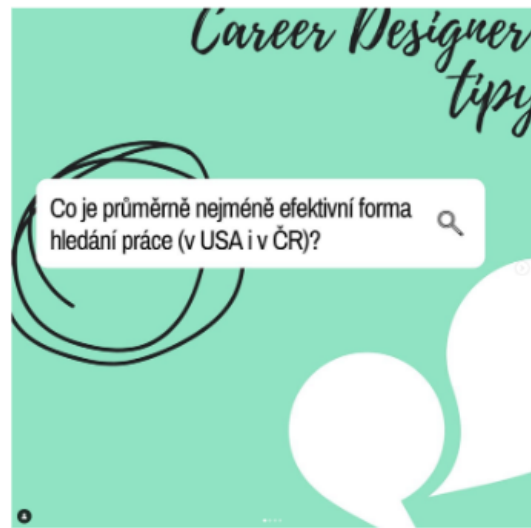 Career Designer
tipy
Co je průměrně nejméně efektivní forma
hledání práce (v USA i v ČR)?